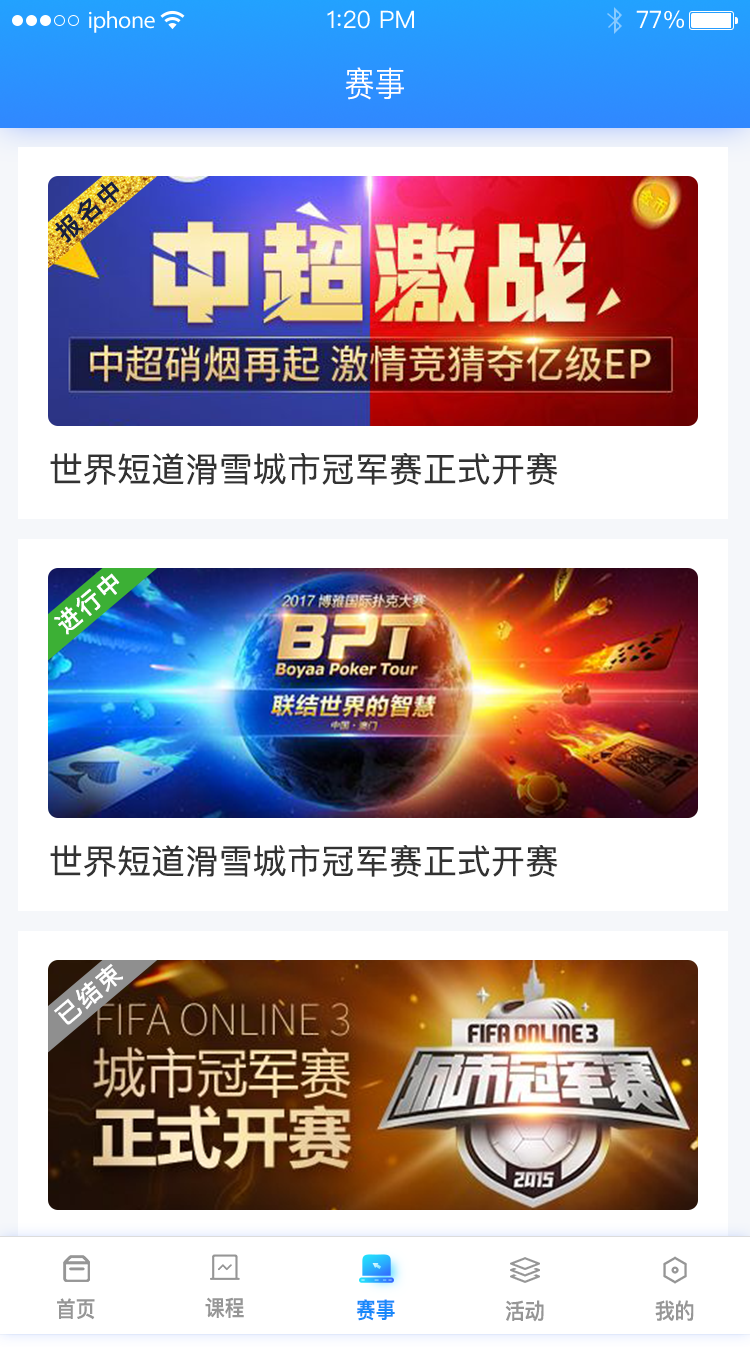 iphone 1:20 PM 77%
赛事
报名中
金币
中超激战
中超硝烟再起 激情竞猜夺亿级EP
世界短道滑雪城市冠军赛正式开赛
进行中
2017 博雅国际扑克大赛
BPT
Boyaa Poker Tour
联结世界的智慧
中国·澳门
世界短道滑雪城市冠军赛正式开赛
已结束
FIFA ONLINE 3
城市冠军赛
正式开赛
FIFA ONLINE 3
城市冠军赛
2015
首页 课程 赛事 活动 我的